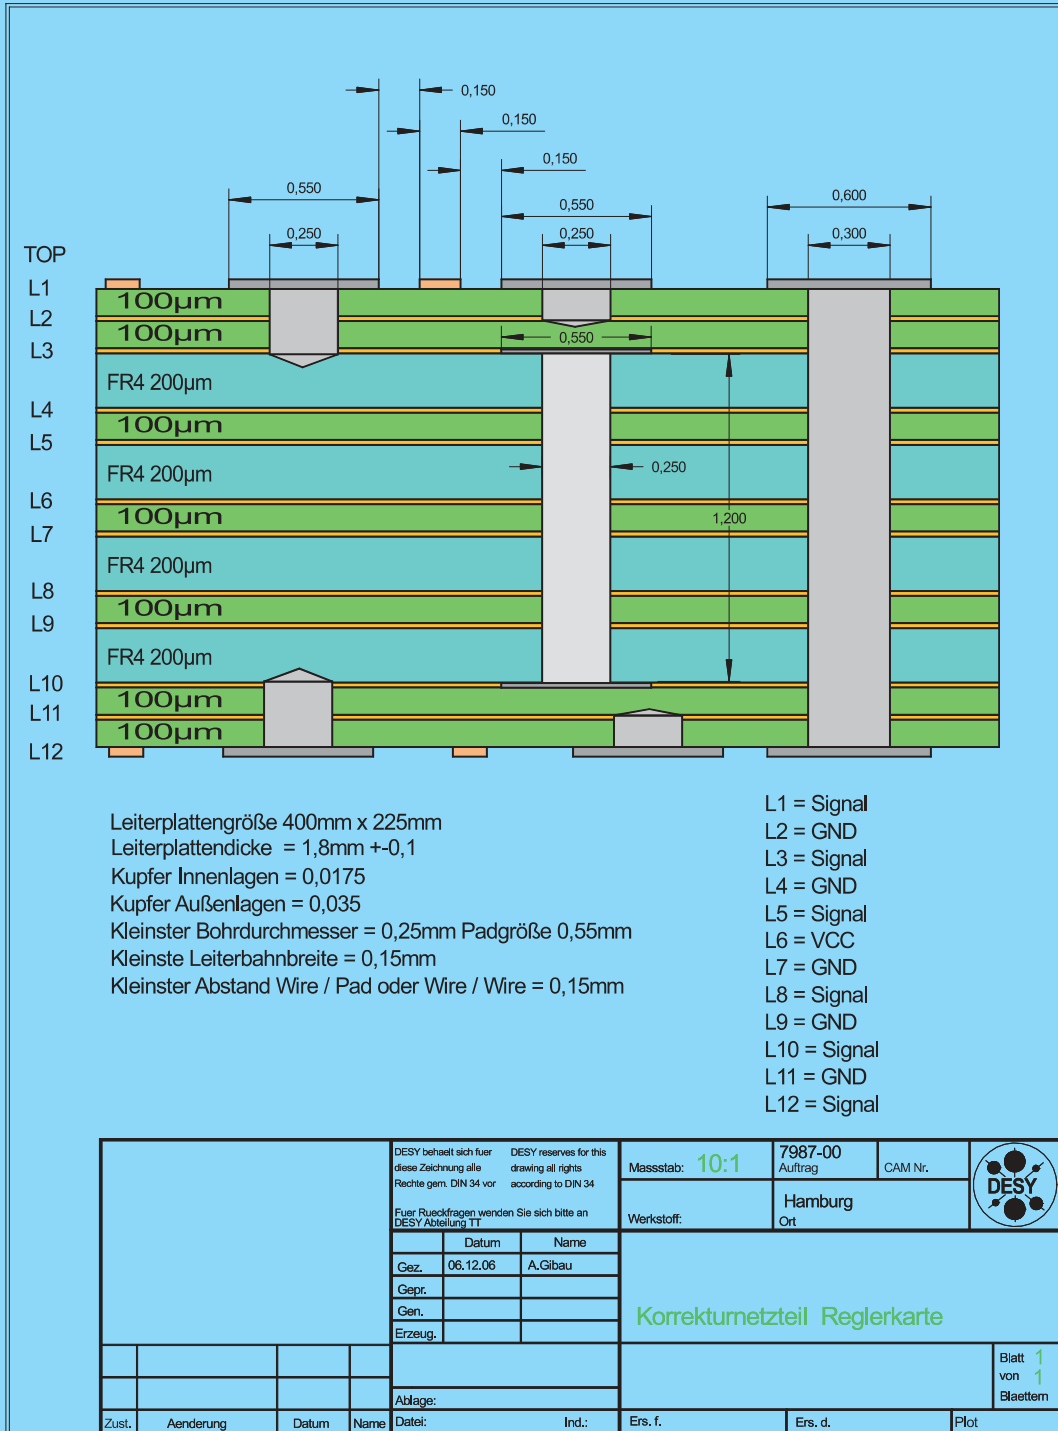 0,150
0,150
0,150
0,550
0,550
0,600
0,250
0,250
0,300
TOP
L1
100µm
L2
100µm
0,550
L3
FR4 200µm
L4
100µm
L5
FR4 200µm
0,250
L6
100µm
1,200
L7
FR4 200µm
L8
100µm
L9
FR4 200µm
L10
100µm
L11
100µm
L12
Leiterplattengröße 400mm x 225mm
Leiterplattendicke = 1,8mm +-0,1
Kupfer Innenlagen = 0,0175
Kupfer Außenlagen = 0,035
Kleinster Bohrdurchmesser = 0,25mm Padgröße 0,55mm
Kleinste Leiterbahnbreite = 0,15mm
Kleinster Abstand Wire / Pad oder Wire / Wire = 0,15mm
L1 = Signal
L2 = GND
L3 = Signal
L4 = GND
L5 = Signal
L6 = VCC
L7 = GND
L8 = Signal
L9 = GND
L10 = Signal
L11 = GND
L12 = Signal
DESY behaelt sich fuer
diese Zeichnung alle
Rechte gem. DIN 34 vor
DESY reserves for this
drawing all rights
according to DIN 34
Fuer Rueckfragen wenden Sie sich bitte an
DESY Abteilung TT
Massstab: 10:1
7987-00
Auftrag
CAM Nr.
DESY
Werkstoff:
Hamburg
Ort
Datum Name
Gez. 06.12.06 A.Gibau
Gepr.
Gen.
Erzeug.
Korrekturnetzteil Reglerkarte
Blatt 1
von 1
Blaettern
Ablage:
Zust. Aenderung Datum Name
Datei: Ind.:
Ers. f.
Ers. d.
Plot